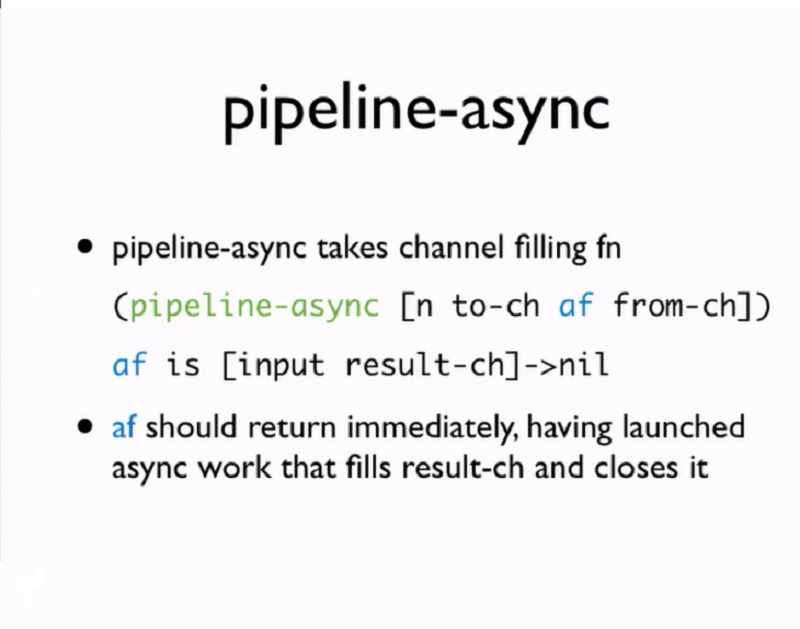 pipeline-async
• pipeline-async takes channel filling fn
(pipeline-async [n to-ch af from-ch])
af is [input result-ch]->nil
• af should return immediately, having launched
async work that fills result-ch and closes it